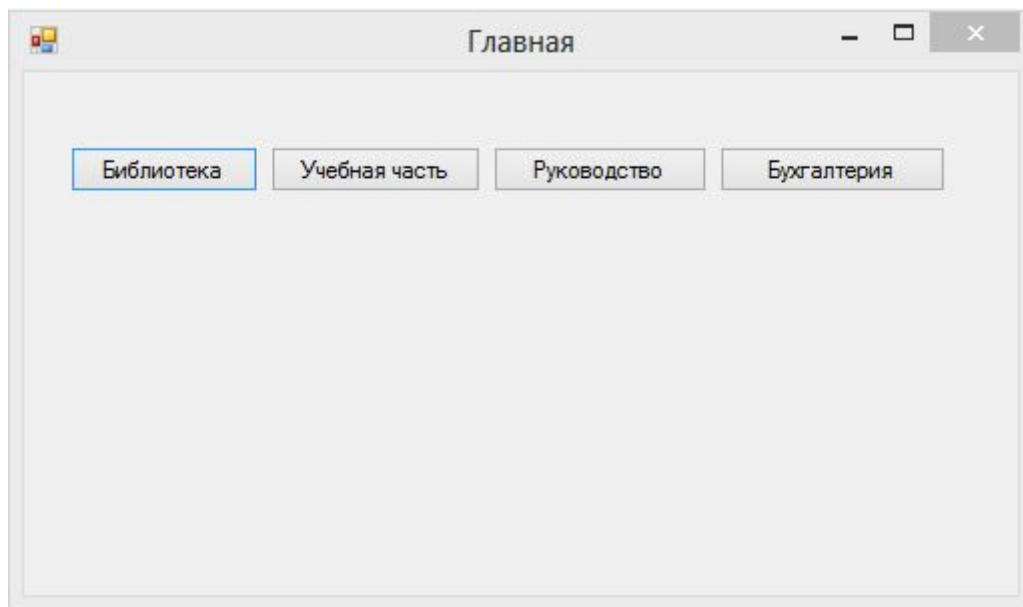 Главная
Библиотека Учебная часть Руководство Бухгалтерия